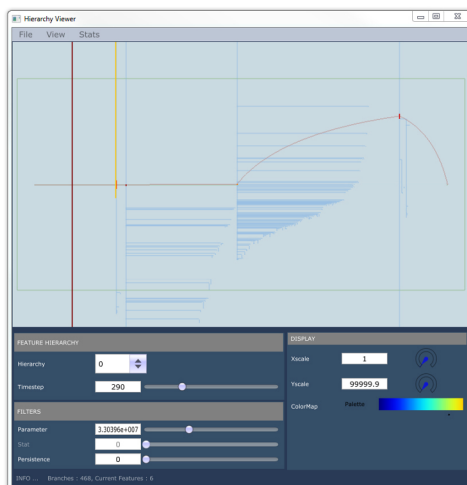 Hierarchy Viewer
File View Stats
FEATURE HIERARCHY
Hierarchy 0
Timestep 290
FILTERS
Parameter 3.30396e+007
Stat 0
Persistence 0
DISPLAY
Xscale 1
Yscale 99999.9
ColorMap Palette
INFO ... Branches : 468, Current Features : 6